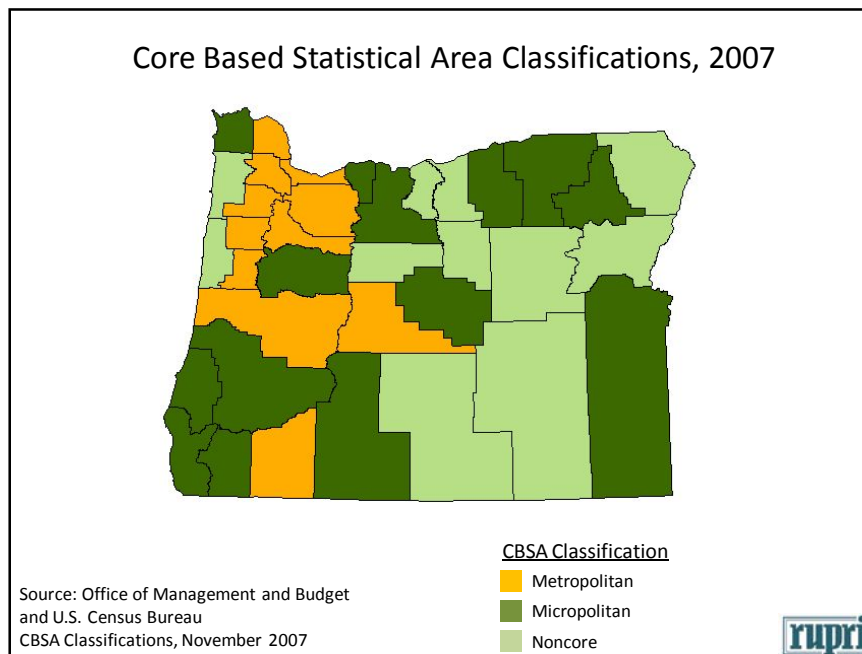 Core Based Statistical Area Classifications, 2007
CBSA Classification
Metropolitan
Micropolitan
Noncore
Source: Office of Management and Budget
and U.S. Census Bureau
CBSA Classifications, November 2007
rupri